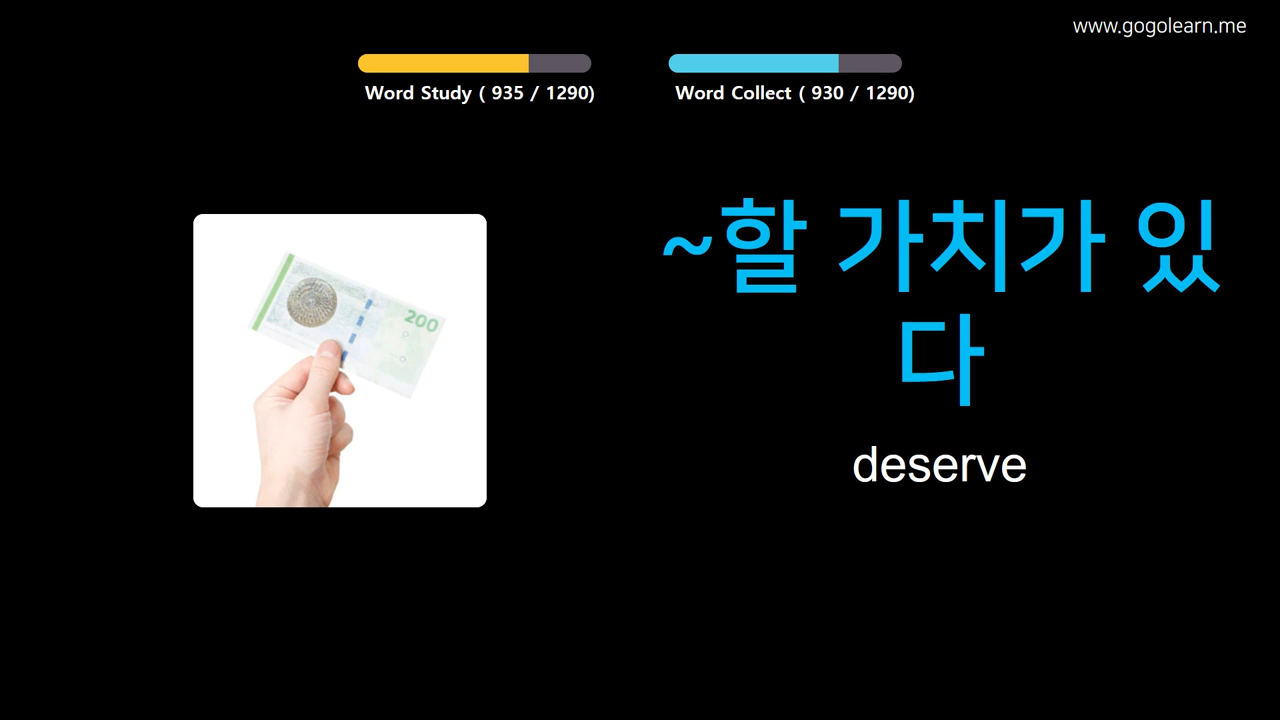 www.gogolearn.me
Word Study ( 935 / 1290)
Word Collect ( 930 / 1290)
200
~할 가치가 있
다
deserve